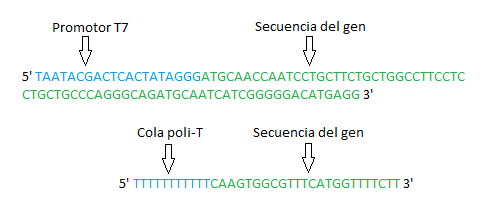 Promotor T7 Secuencia del gen
5' TAATACGACTCACTATAGGGATGCAACCAATCCTGCTTCTGCTGGCCTTCCTC
CTGCTGCCCAGGGCAGATGCAATCATCGGGGGACATGAGG 3'
Cola poli-T Secuencia del gen
5' TTTTTTTTTTTCAAGTGGCGTTTCATGGTTTTCTT 3'